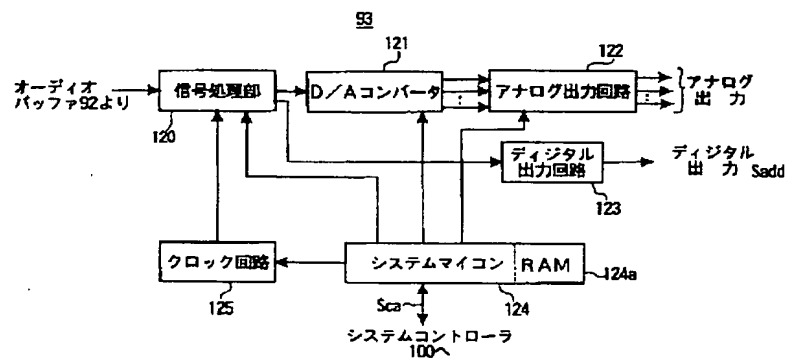 93
121
122
オーディオ
バッファ92より
信号処理部
D/Aコンバータ
アナログ出力回路
アナログ
出 力
120
ディジタル
出力回路
ディジタル
出 力 Sadd
123
クロック回路
システムマイコン
RAM
124a
125
Sca
124
システムコントローラ
100へ